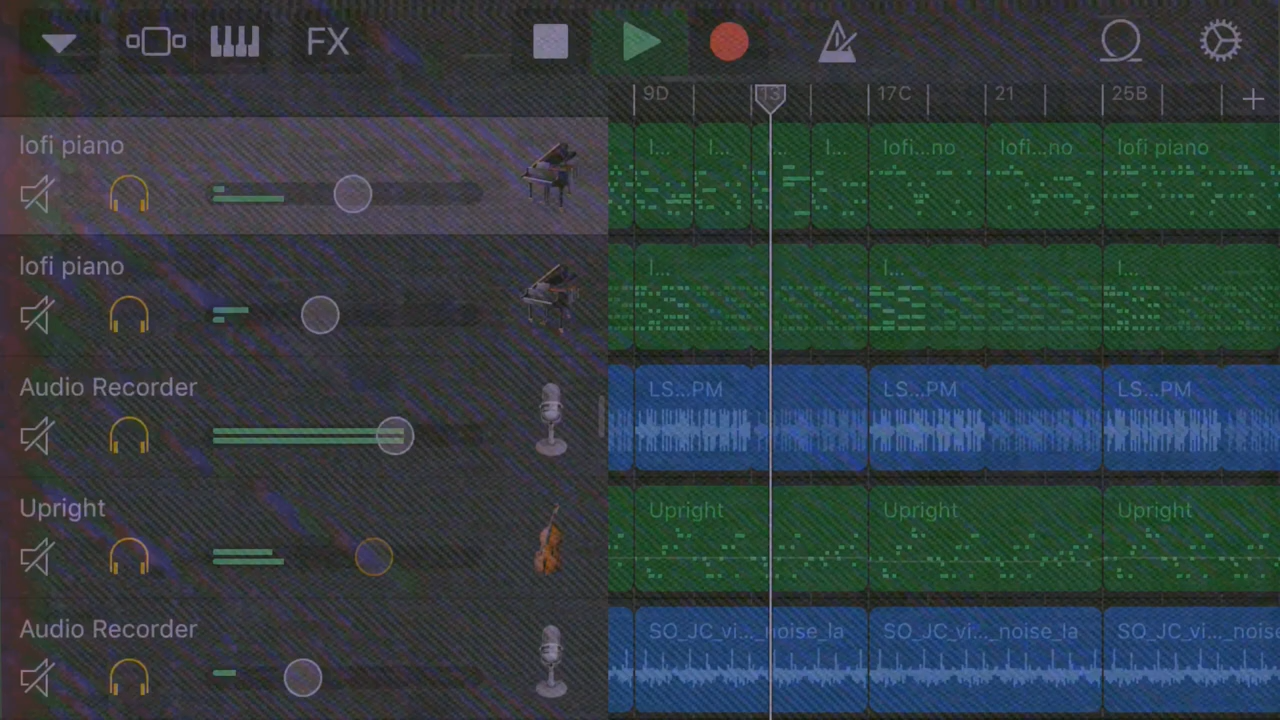 FX
9D 13 17C 21 25B
lofi piano
l... l... ... l... lofi...no lofi...no lofi piano
lofi piano
l... l... l...
Audio Recorder
LS...PM LS...PM LS...PM
Upright
Upright Upright Upright
Audio Recorder
SO_JC_vi..._noise_la SO_JC_vi..._noise_la SO_JC_vi..._nois